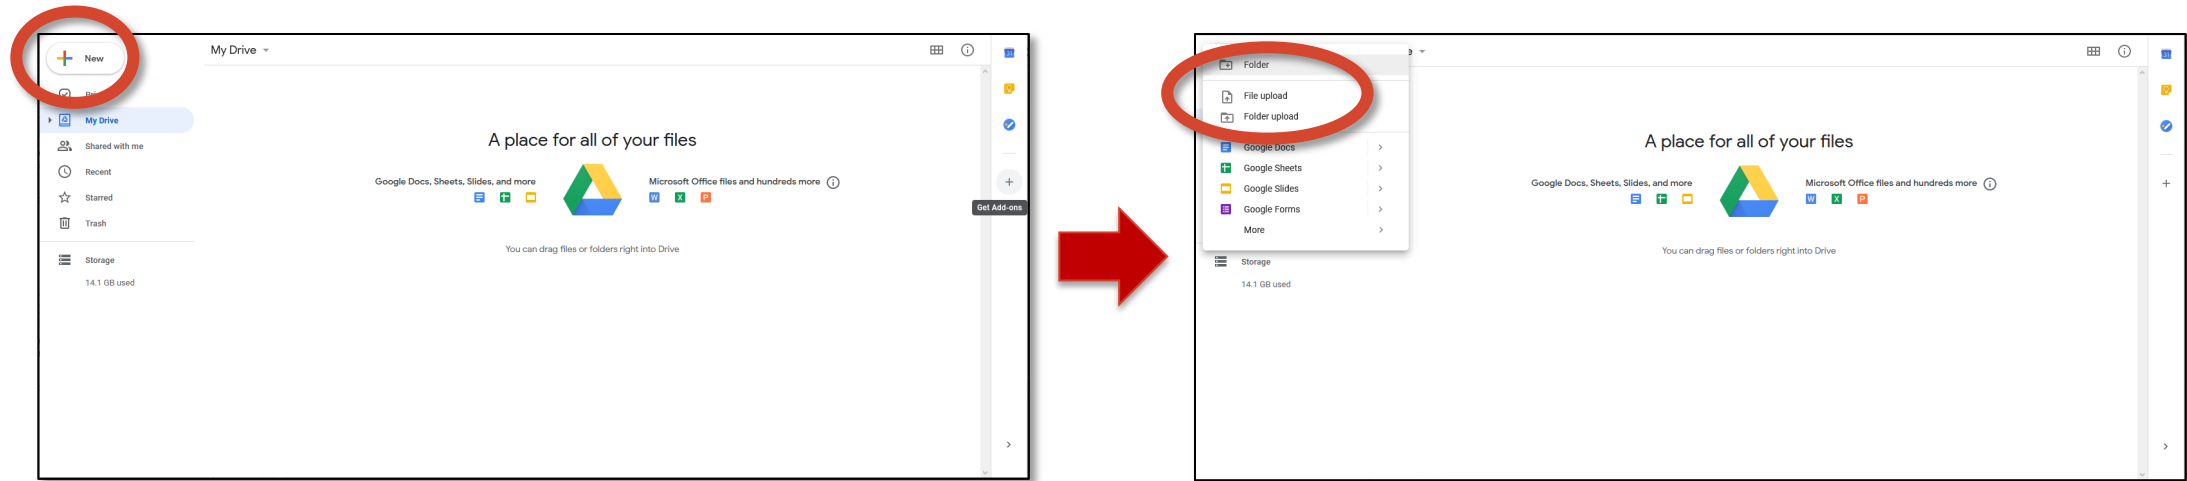 New
My Drive
My Drive
Shared with me
Recent
Starred
Trash
Storage
14.1 GB used
A place for all of your files
Google Docs, Sheets, Slides, and more
Microsoft Office files and hundreds more
W X P
You can drag files or folders right into Drive
31
Get Add-ons
Folder
File upload
Folder upload
Google Docs
Google Sheets
Google Slides
Google Forms
More
Storage
14.1 GB used
A place for all of your files
Google Docs, Sheets, Slides, and more
Microsoft Office files and hundreds more
W X P
You can drag files or folders right into Drive
31